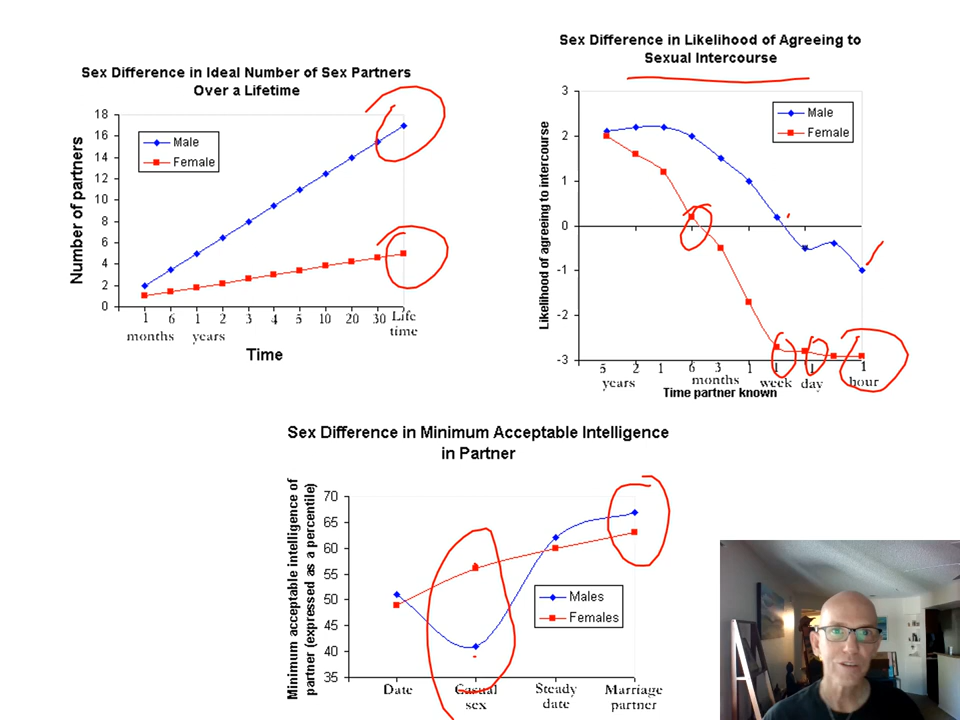 Sex Difference in Ideal Number of Sex Partners
Over a Lifetime
Number of partners
18
16
14
12
10
8
6
4
2
0
Male
Female
1 6 1 2 3 4 5 10 20 30 Life
months years time
Time
Sex Difference in Likelihood of Agreeing to
Sexual Intercourse
Likelihood of agreeing to intercourse
3
2
1
0
-1
-2
-3
Male
Female
5 2 1 6 3 1 1 1 1
years months week day hour
Time partner known
Sex Difference in Minimum Acceptable Intelligence
in Partner
Minimum acceptable intelligence of
partner (expressed as a percentile)
70
65
60
55
50
45
40
35
Males
Females
Date Casual Steady Marriage
sex date partner